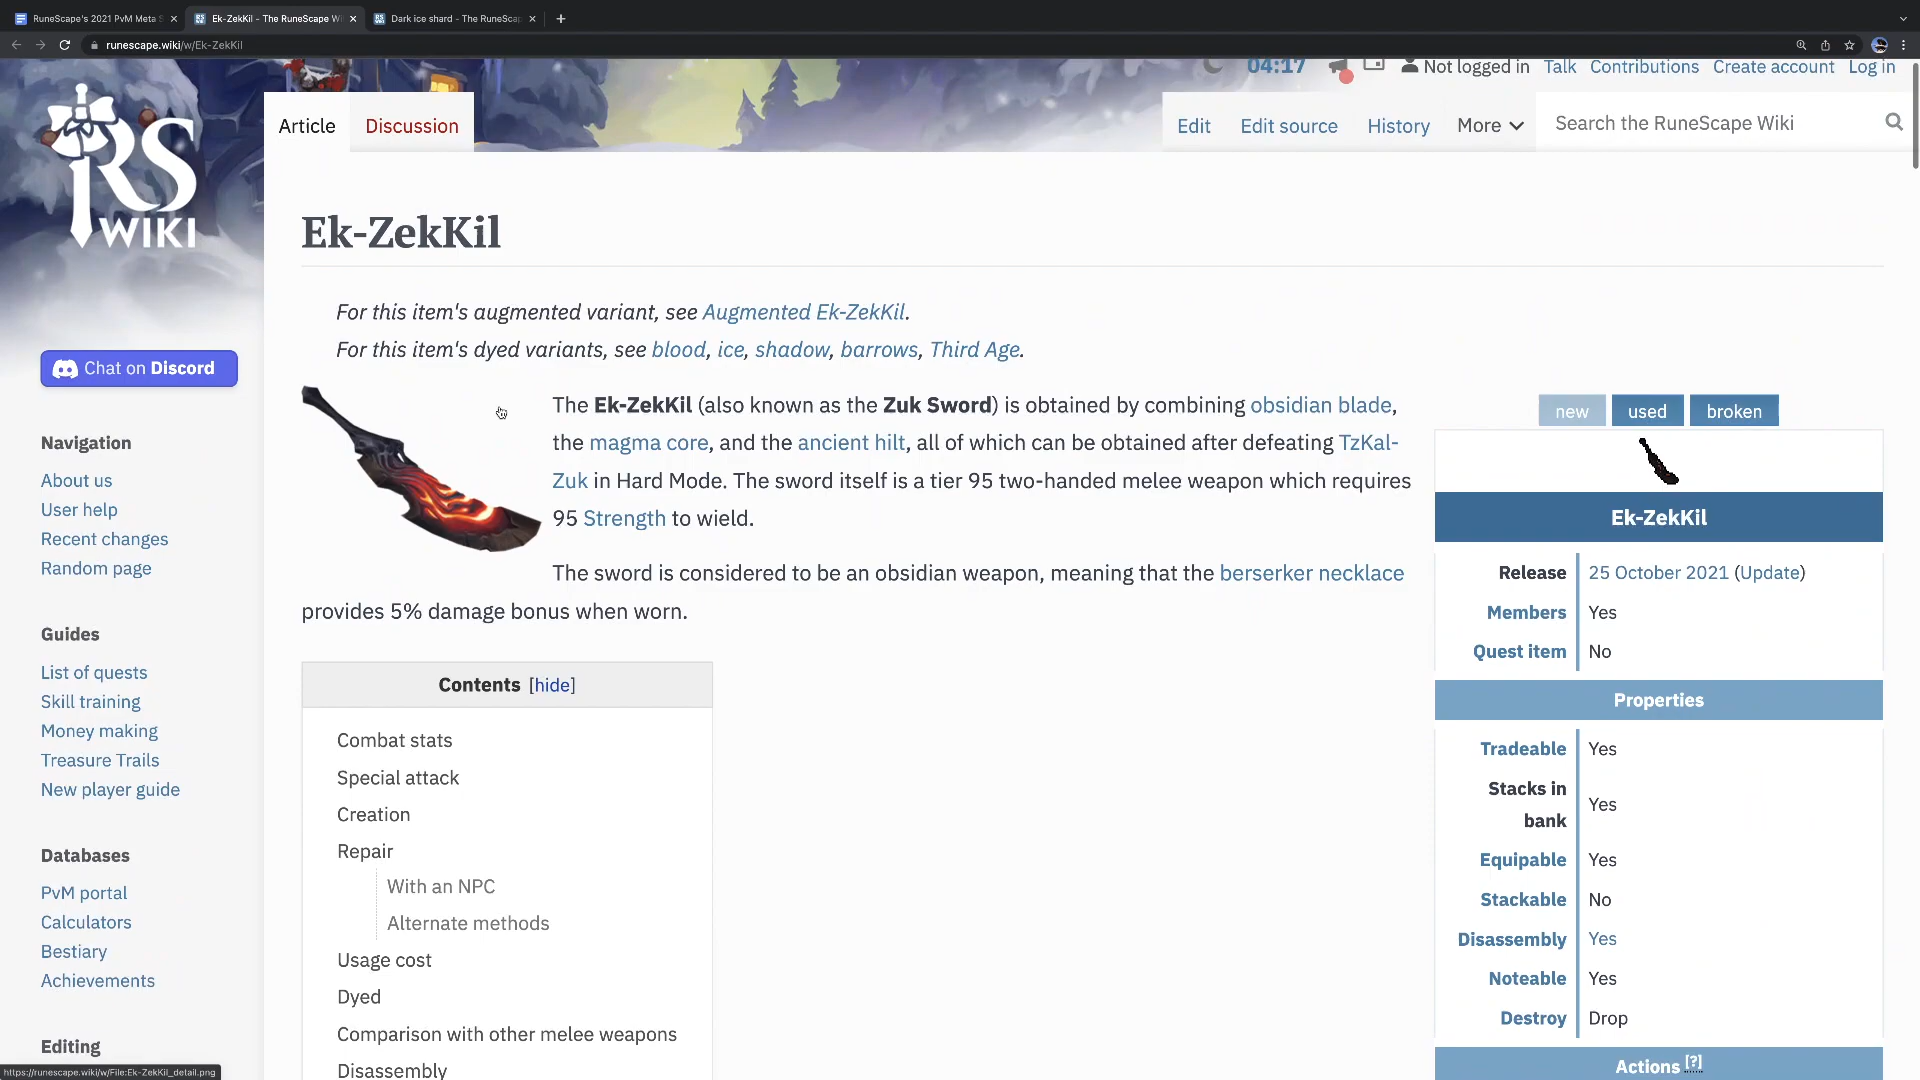 RuneScape's 2021 PvM Meta S
Ek-ZekKil - The RuneScape Wi
Dark ice shard - The RuneScap
runescape.wiki/w/Ek-ZekKil
04:17
Not logged in Talk Contributions Create account Log in
RS
WIKI
Article Discussion
Edit Edit source History More
Search the RuneScape Wiki
Ek-ZekKil
For this item's augmented variant, see Augmented Ek-ZekKil.
For this item's dyed variants, see blood, ice, shadow, barrows, Third Age.
Chat on Discord
The Ek-ZekKil (also known as the Zuk Sword) is obtained by combining obsidian blade,
the magma core, and the ancient hilt, all of which can be obtained after defeating TzKal-
Zuk in Hard Mode. The sword itself is a tier 95 two-handed melee weapon which requires
95 Strength to wield.
The sword is considered to be an obsidian weapon, meaning that the berserker necklace
provides 5% damage bonus when worn.
Navigation
About us
User help
Recent changes
Random page
Guides
List of quests
Skill training
Money making
Treasure Trails
New player guide
Databases
PvM portal
Calculators
Bestiary
Achievements
Editing
Contents [hide]
Combat stats
Special attack
Creation
Repair
With an NPC
Alternate methods
Usage cost
Dyed
Comparison with other melee weapons
Disassembly
new used broken
Ek-ZekKil
Release 25 October 2021 (Update)
Members Yes
Quest item No
Properties
Tradeable Yes
Stacks in
bank Yes
Equipable Yes
Stackable No
Disassembly Yes
Noteable Yes
Destroy Drop
Actions [?]
https://runescape.wiki/w/File:Ek-ZekKil_detail.png